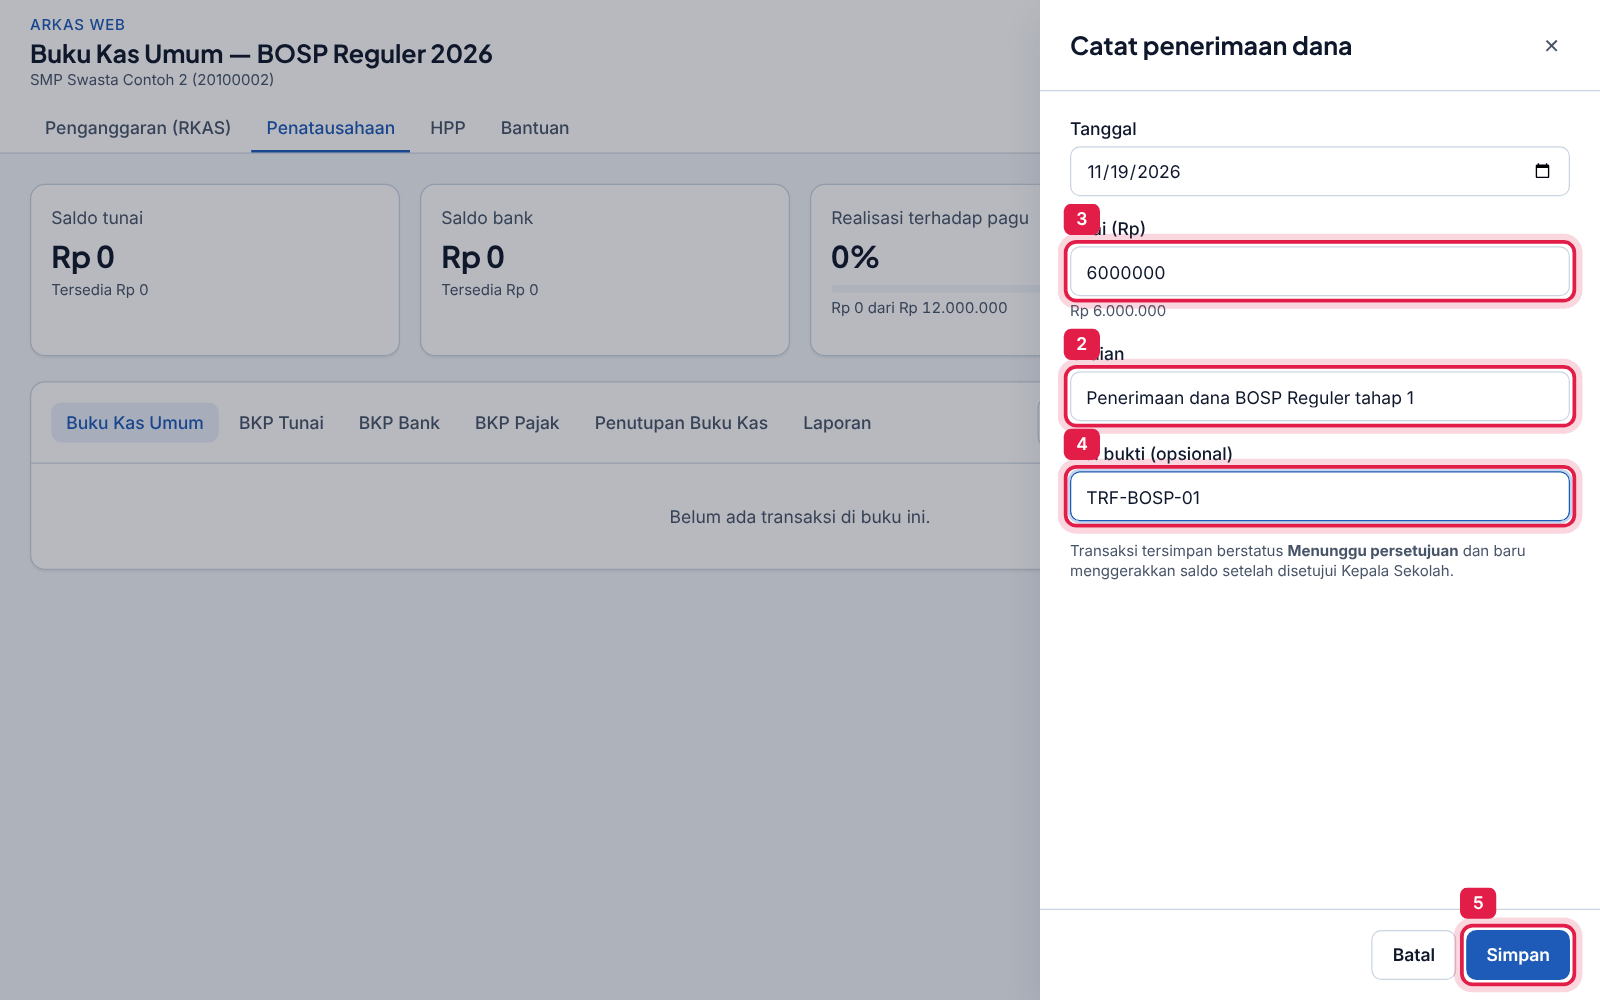 ARKAS WEB
Buku Kas Umum — BOSP Reguler 2026
SMP Swasta Contoh 2 (20100002)
Penganggaran (RKAS)
Penatausahaan
HPP
Bantuan
Saldo tunai
Rp 0
Tersedia Rp 0
Saldo bank
Rp 0
Tersedia Rp 0
Realisasi terhadap pagu
0%
Rp 0 dari Rp 12.000.000
Buku Kas Umum
BKP Tunai
BKP Bank
BKP Pajak
Penutupan Buku Kas
Laporan
Belum ada transaksi di buku ini.
Catat penerimaan dana
Tanggal
11/19/2026
3
(Rp)
6000000
Rp 6.000.000
2
Penerimaan dana BOSP Reguler tahap 1
4
bukti (opsional)
TRF-BOSP-01
Transaksi tersimpan berstatus Menunggu persetujuan dan baru
menggerakkan saldo setelah disetujui Kepala Sekolah.
5
Batal
Simpan